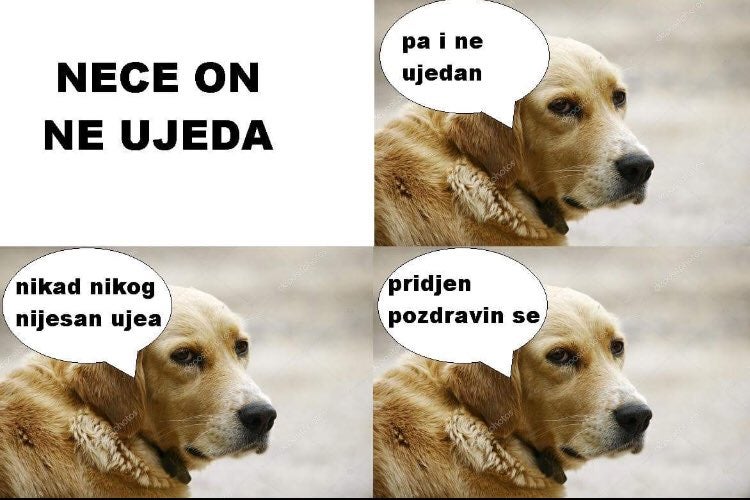 NECE ON
NE UJEDA
pa i ne
ujedan
nikad nikog
nijesan ujea
pridjen
pozdravin se